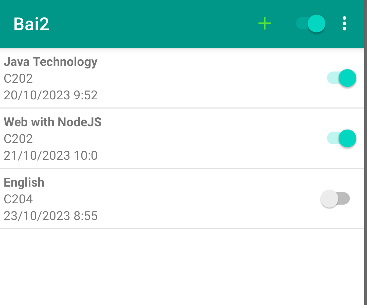 Bai2
Java Technology
C202
20/10/2023 9:52
Web with NodeJS
C202
21/10/2023 10:0
English
C204
23/10/2023 8:55